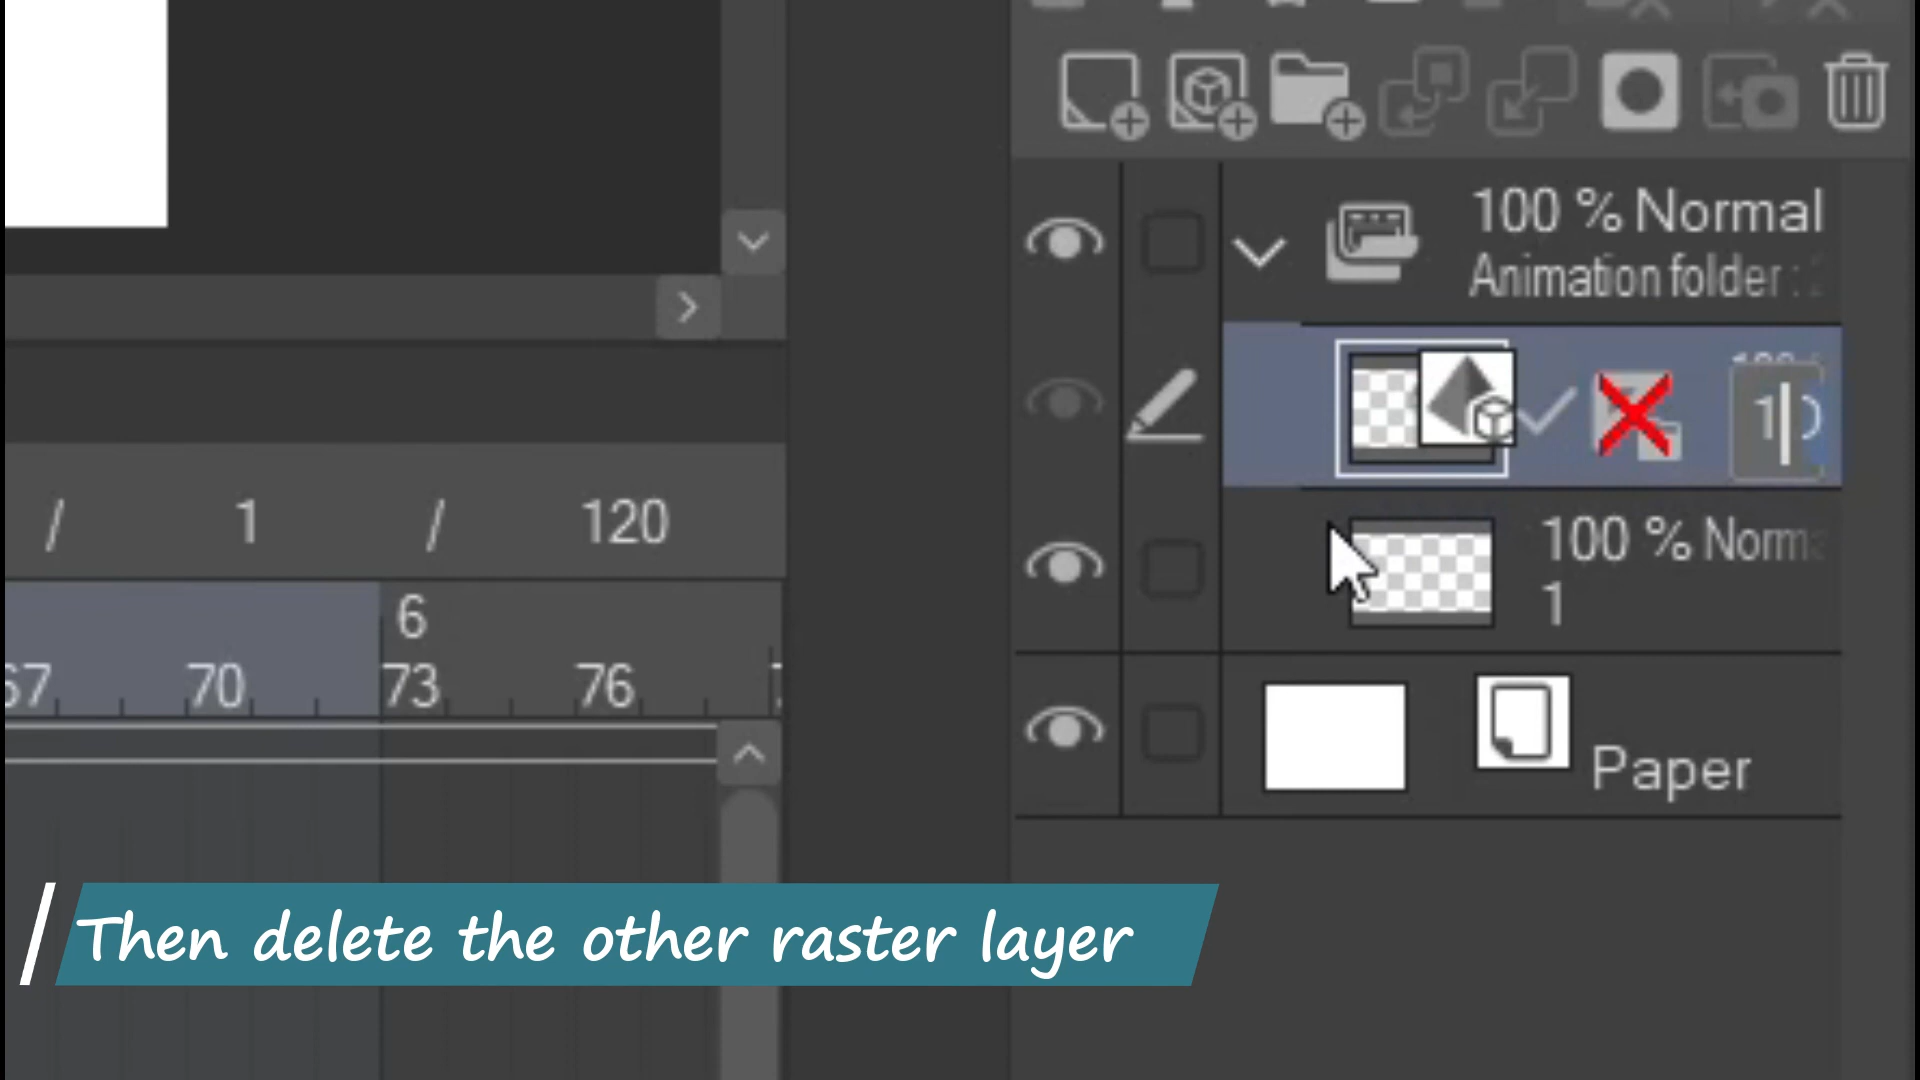 100 % Normal
Animation folder :
100 % Norm
1
Paper
/ 1 / 120
6
67 70 73 76
Then delete the other raster layer